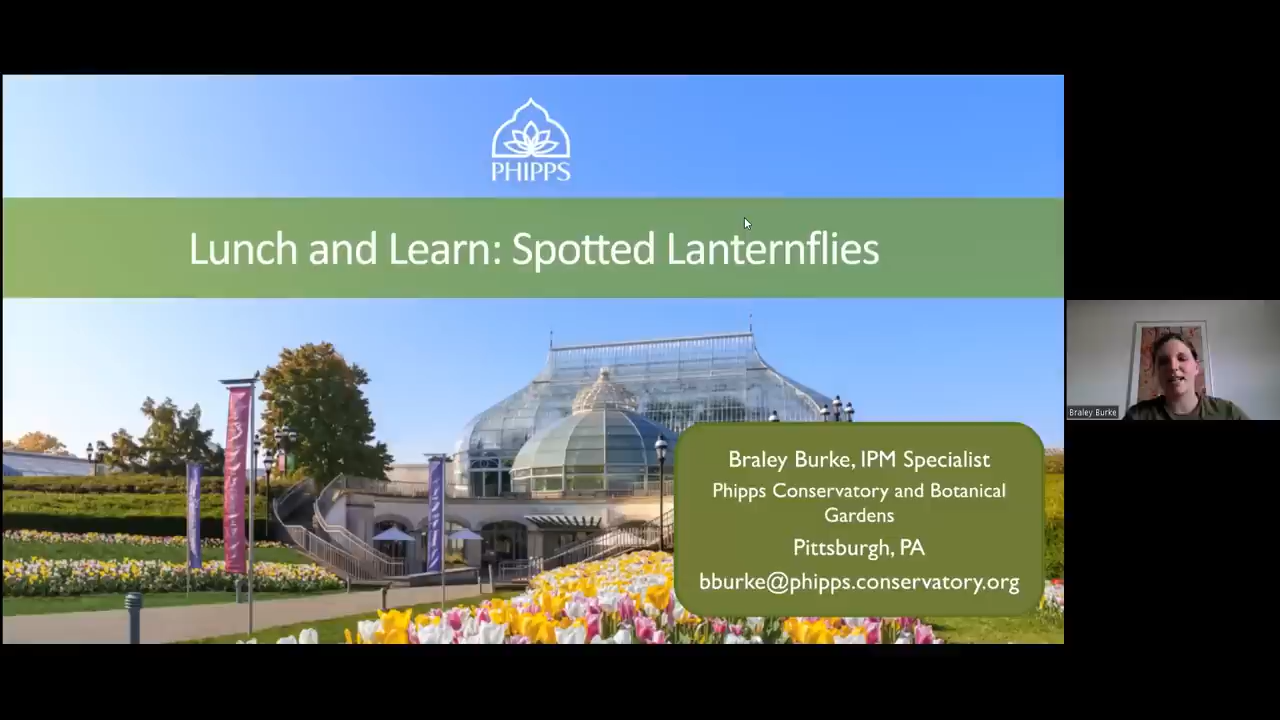 PHIPPS
Lunch and Learn: Spotted Lanternflies
Braley Burke, IPM Specialist
Phipps Conservatory and Botanical
Gardens
Pittsburgh, PA
bburke@phipps.conservatory.org
Braley Burke